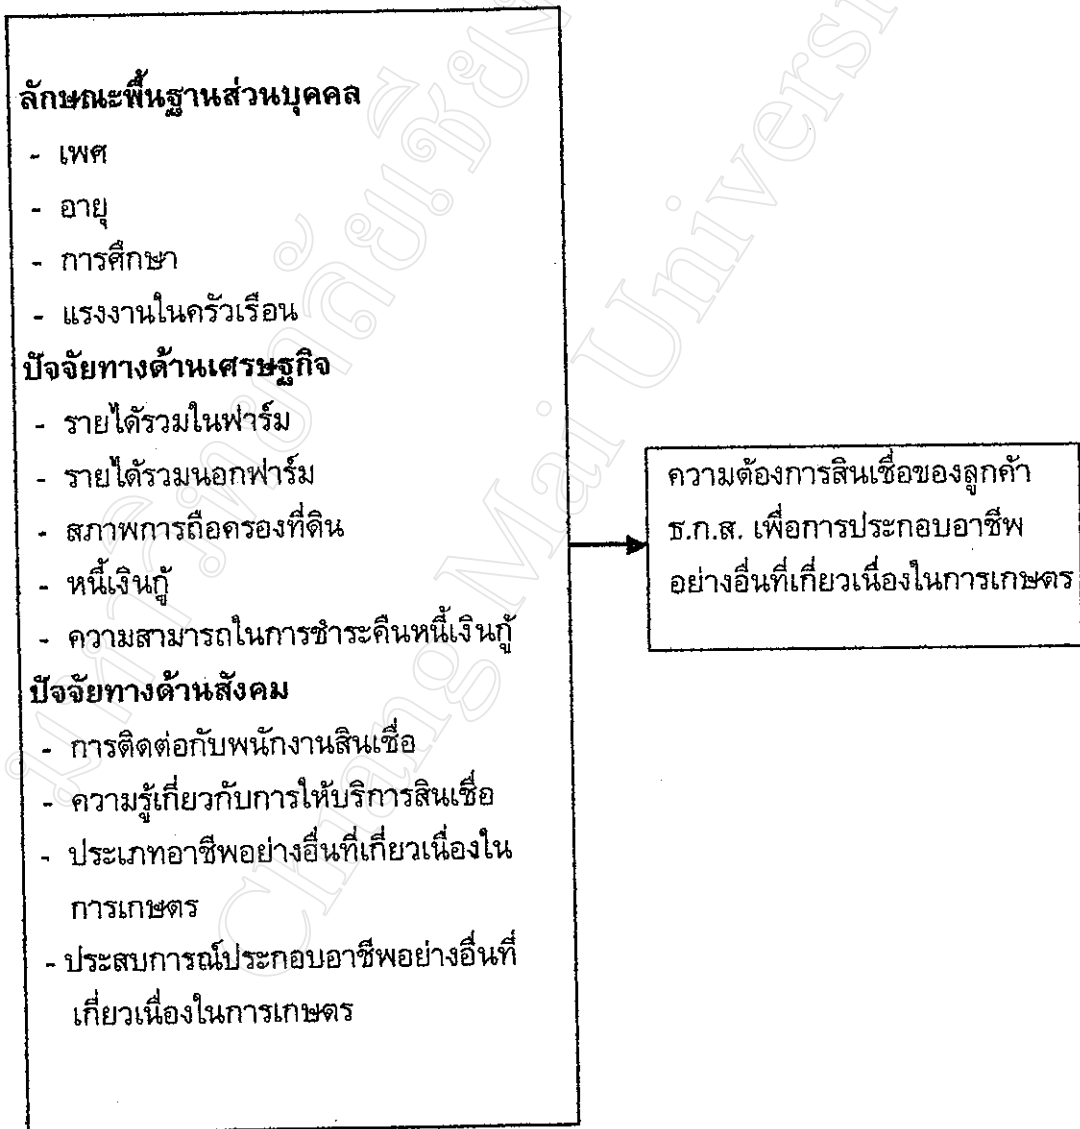 ลักษณะพื้นฐานส่วนบุคคล
- เพศ
- อายุ
- การศึกษา
- แรงงานในครัวเรือน
ปัจจัยทางด้านเศรษฐกิจ
- รายได้รวมในฟาร์ม
- รายได้รวมนอกฟาร์ม
- สภาพการถือครองที่ดิน
- หนี้เงินกู้
- ความสามารถในการชำระคืนหนี้เงินกู้
ปัจจัยทางด้านสังคม
- การติดต่อกับพนักงานสินเชื่อ
- ความรู้เกี่ยวกับการให้บริการสินเชื่อ
- ประเภทอาชีพอย่างอื่นที่เกี่ยวเนื่องใน
การเกษตร
- ประสบการณ์ประกอบอาชีพอย่างอื่นที่
เกี่ยวเนื่องในการเกษตร
ความต้องการสินเชื่อของลูกค้า
ธ.ก.ส. เพื่อการประกอบอาชีพ
อย่างอื่นที่เกี่ยวเนื่องในการเกษตร
Chang Mai Universi